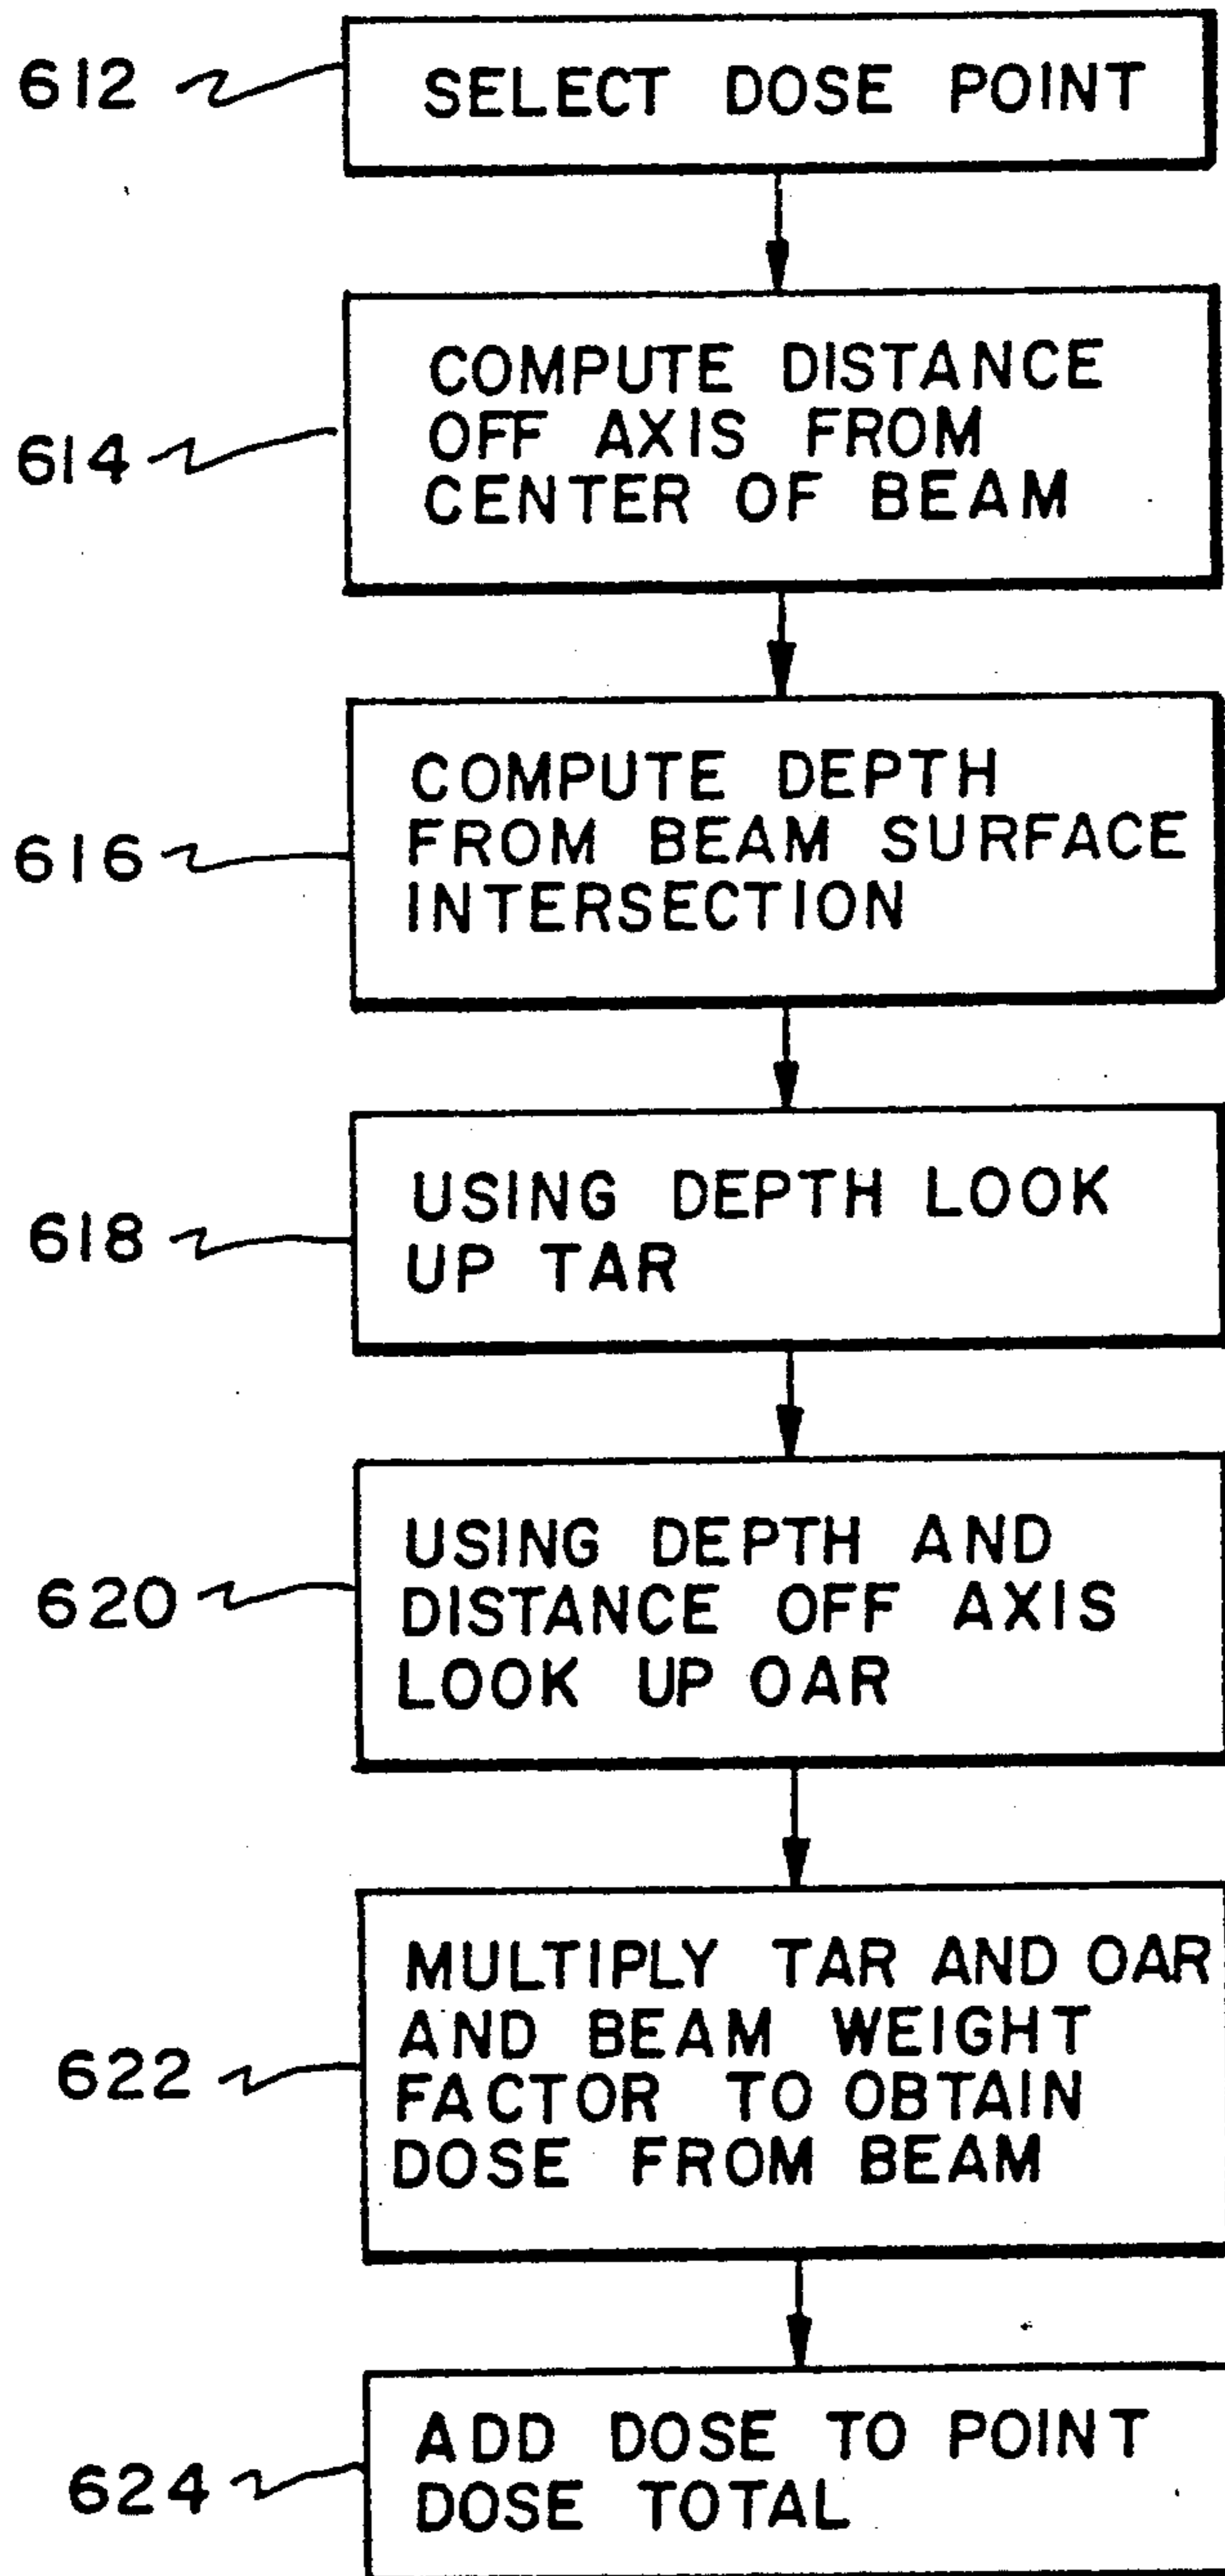 612
SELECT DOSE POINT
614
COMPUTE DISTANCE
OFF AXIS FROM
CENTER OF BEAM
616
COMPUTE DEPTH
FROM BEAM SURFACE
INTERSECTION
618
USING DEPTH LOOK
UP TAR
620
USING DEPTH AND
DISTANCE OFF AXIS
LOOK UP OAR
622
MULTIPLY TAR AND OAR
AND BEAM WEIGHT
FACTOR TO OBTAIN
DOSE FROM BEAM
624
ADD DOSE TO POINT
DOSE TOTAL